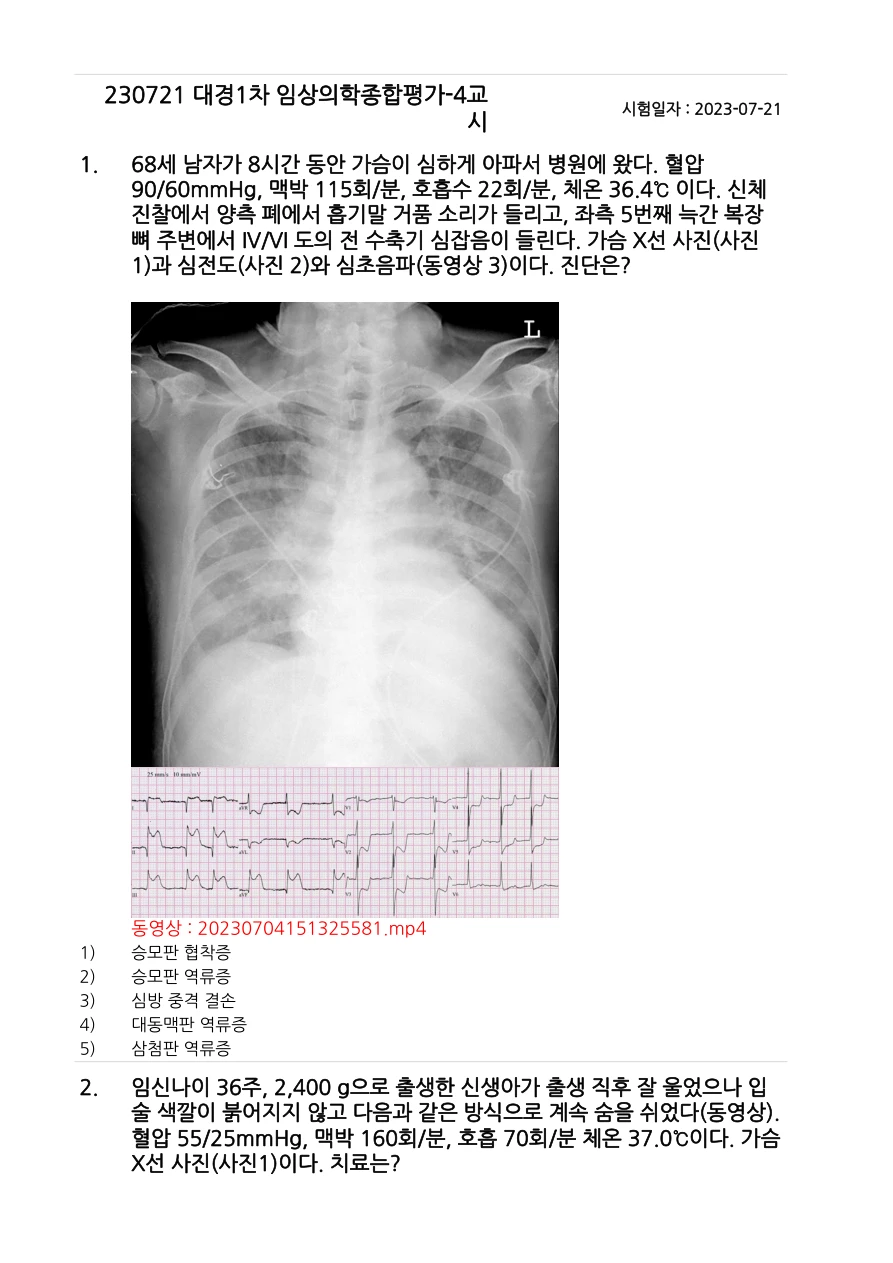 230721 대경1차 임상의학종합평가-4교
시
시험일자 : 2023-07-21
1. 68세 남자가 8시간 동안 가슴이 심하게 아파서 병원에 왔다. 혈압
90/60mmHg, 맥박 115회/분, 호흡수 22회/분, 체온 36.4℃ 이다. 신체
진찰에서 양측 폐에서 흡기말 거품 소리가 들리고, 좌측 5번째 늑간 복장
뼈 주변에서 IV/VI 도의 전 수축기 심잡음이 들린다. 가슴 X선 사진(사진
1)과 심전도(사진 2)와 심초음파(동영상 3)이다. 진단은?
L
25 mm/s 10 mm/mV
I aVR V1 V4
II aVL V2 V5
III aVF V3 V6
동영상 : 20230704151325581.mp4
1) 승모판 협착증
2) 승모판 역류증
3) 심방 중격 결손
4) 대동맥판 역류증
5) 삼첨판 역류증
2. 임신나이 36주, 2,400 g으로 출생한 신생아가 출생 직후 잘 울었으나 입
술 색깔이 붉어지지 않고 다음과 같은 방식으로 계속 숨을 쉬었다(동영상).
혈압 55/25mmHg, 맥박 160회/분, 호흡 70회/분 체온 37.0℃이다. 가슴
X선 사진(사진1)이다. 치료는?